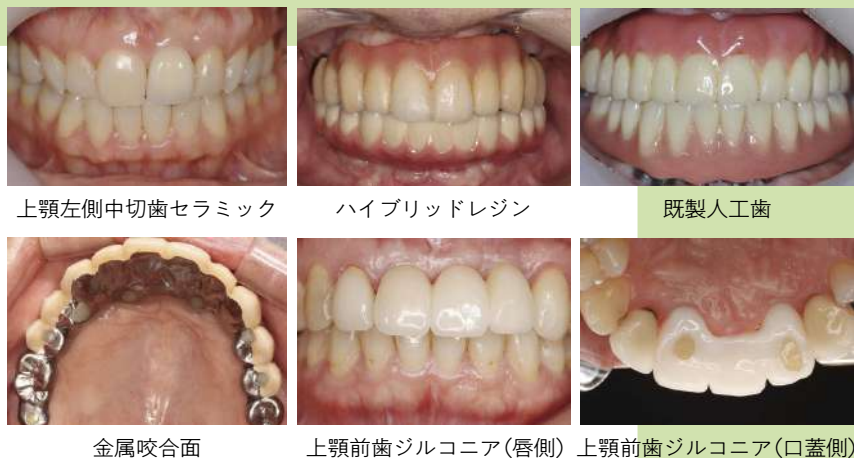 上顎左側中切歯セラミック
ハイブリッドレジン
既製人工歯
金属咬合面
上顎前歯ジルコニア(唇側)
上顎前歯ジルコニア(口蓋側)